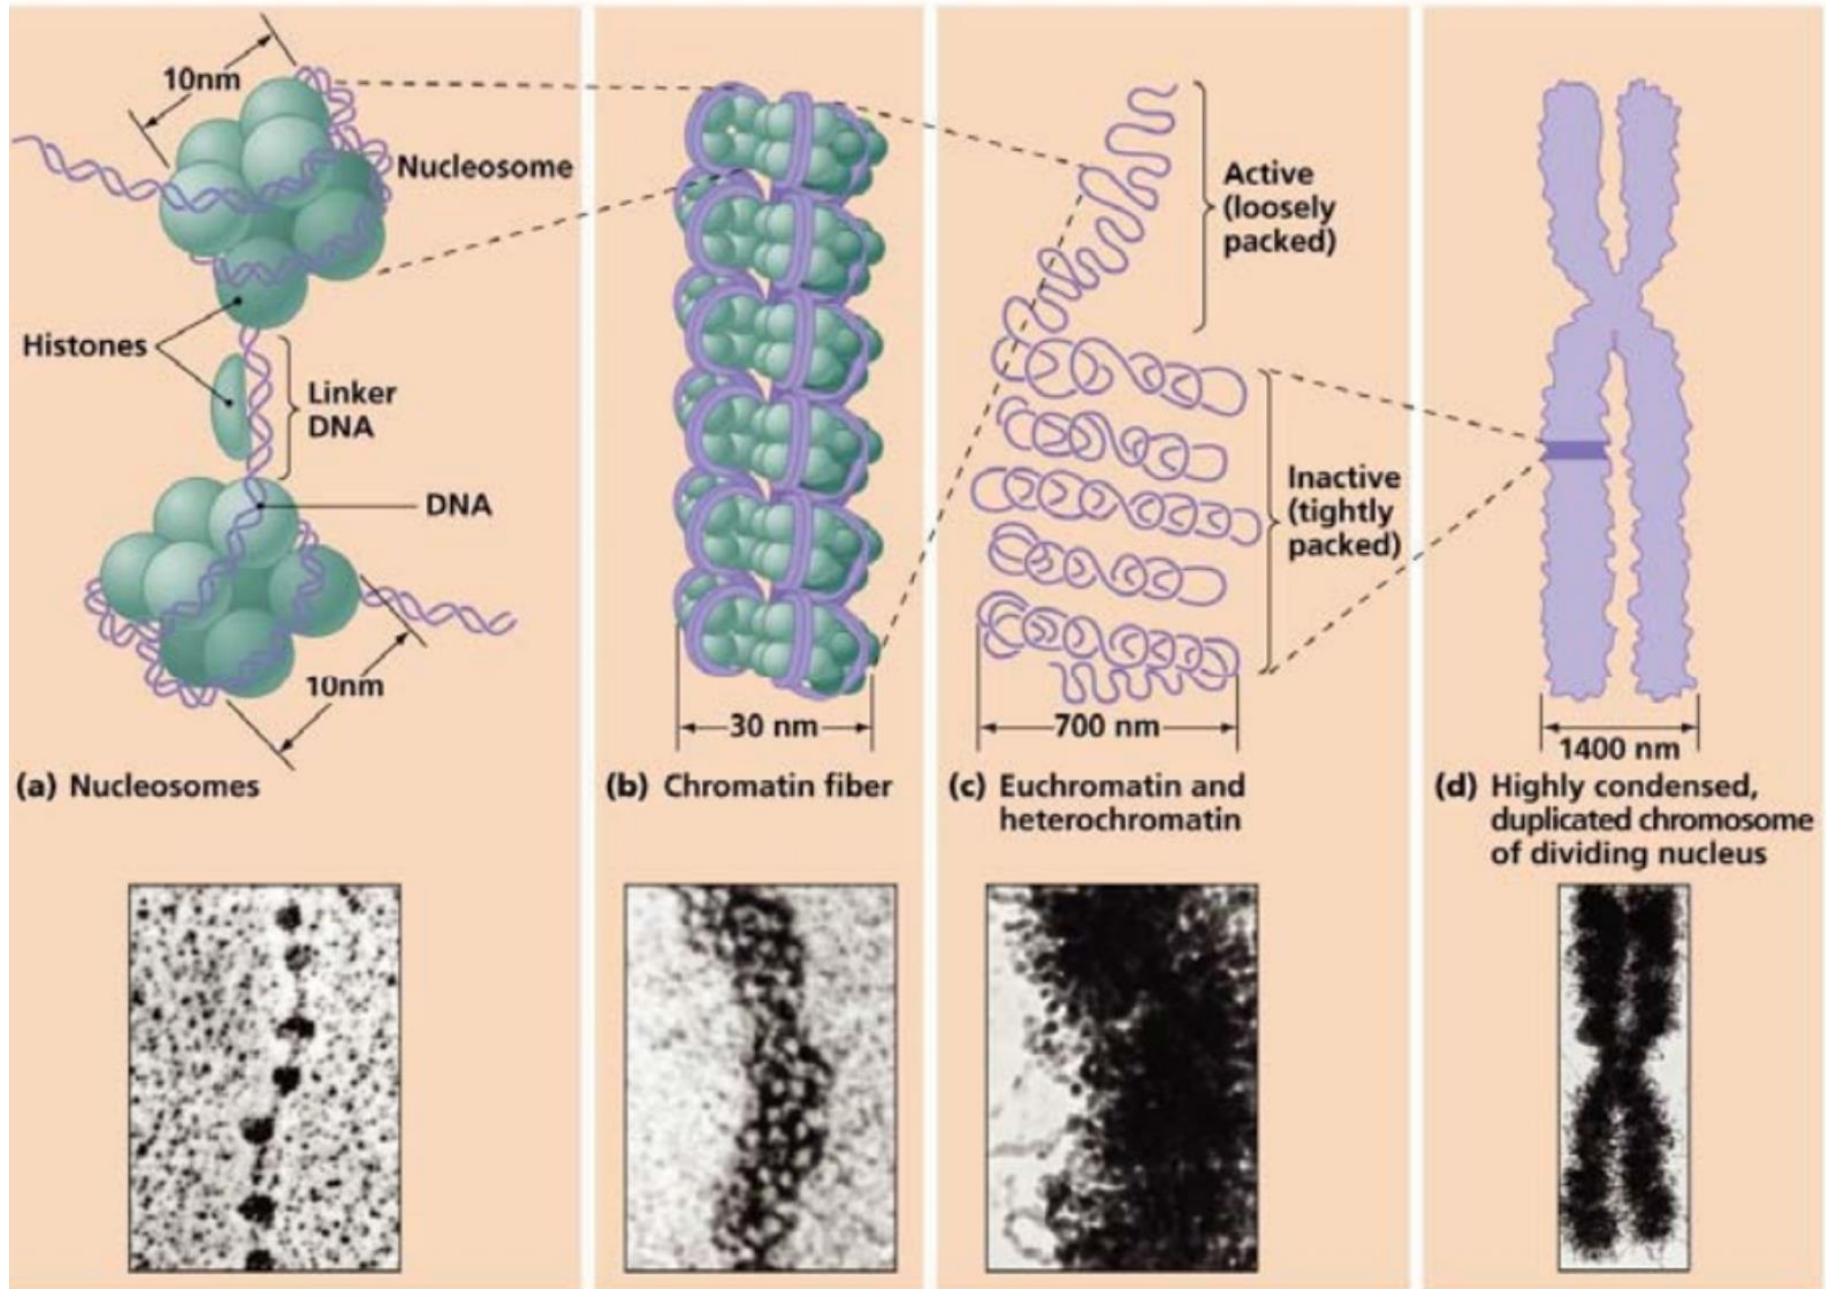 10nm
Nucleosome
Histones
Linker
DNA
DNA
10nm
(a) Nucleosomes
30 nm
(b) Chromatin fiber
Active
(loosely
packed)
Inactive
(tightly
packed)
700 nm
(c) Euchromatin and
heterochromatin
1400 nm
(d) Highly condensed,
duplicated chromosome
of dividing nucleus